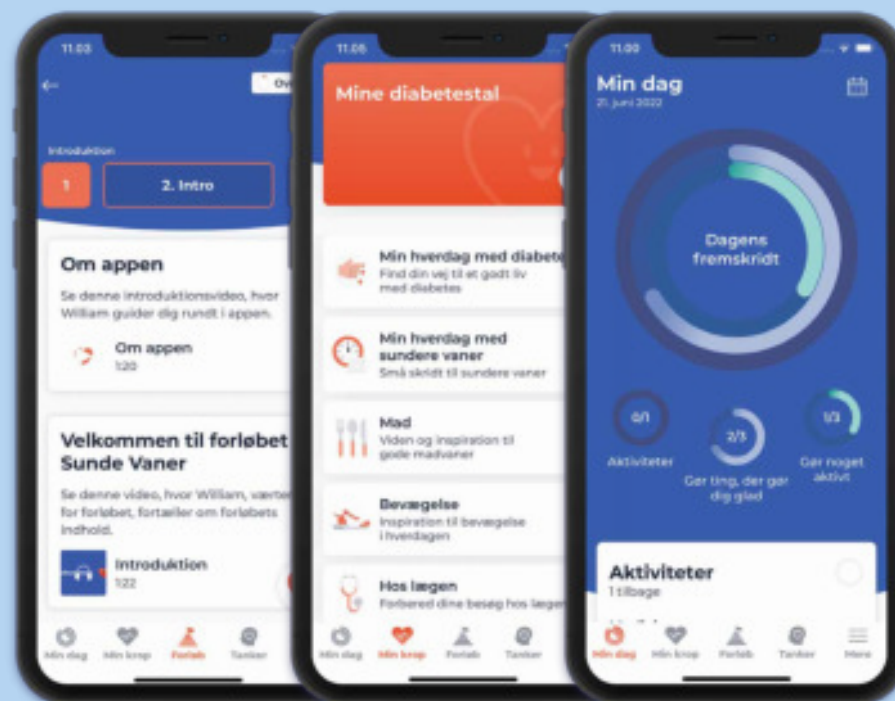 11.03
Introduktion
1
2. Intro
Om appen
Se denne introduktionsvideo, hvor
William guider dig rundt i appen.
Om appen
1:20
Velkommen til forløbet
Sunde Vaner
Se denne video, hvor William, værten
for forløbet, fortæller om forløbets
indhold.
Introduktion
1:22
Min dag
Min krop
Forløb
Tanker
11.05
Mine diabetestal
Min hverdag med diabete
Find din vej til et godt liv
med diabetes
Min hverdag med
sundere vaner
Små skridt til sundere vaner
Mad
Viden og inspiration til
gode madvaner
Bevægelse
Inspiration til bevægelse
i hverdagen
Hos lægen
Forbered dine besøg hos lægen
Min dag
Min krop
Forløb
Tanker
11.00
Min dag
21. juni 2022
Dagens
fremskridt
0/1
Aktiviteter
2/3
Gør ting, der gør
dig glad
1/3
Gør noget
aktivt
Aktiviteter
1 tilbage
Min dag
Min krop
Forløb
Tanker
Mere